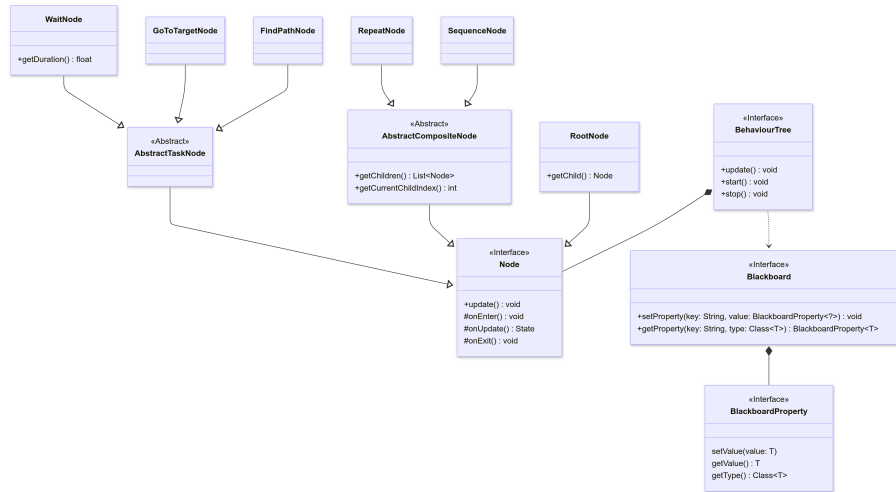 WaitNode
+getDuration() : float
GoToTargetNode
FindPathNode
RepeatNode
SequenceNode
«Abstract»
AbstractTaskNode
«Abstract»
AbstractCompositeNode
+getChildren() : List<Node>
+getCurrentChildIndex() : int
RootNode
+getChild() : Node
«Interface»
BehaviourTree
+update() : void
+start() : void
+stop() : void
«Interface»
Node
+update() : void
#onEnter() : void
#onUpdate() : State
#onExit() : void
«Interface»
Blackboard
+setProperty(key: String, value: BlackboardProperty<?>) : void
+getProperty(key: String, type: Class<T>) : BlackboardProperty<T>
«Interface»
BlackboardProperty
setValue(value: T)
getValue() : T
getType() : Class<T>